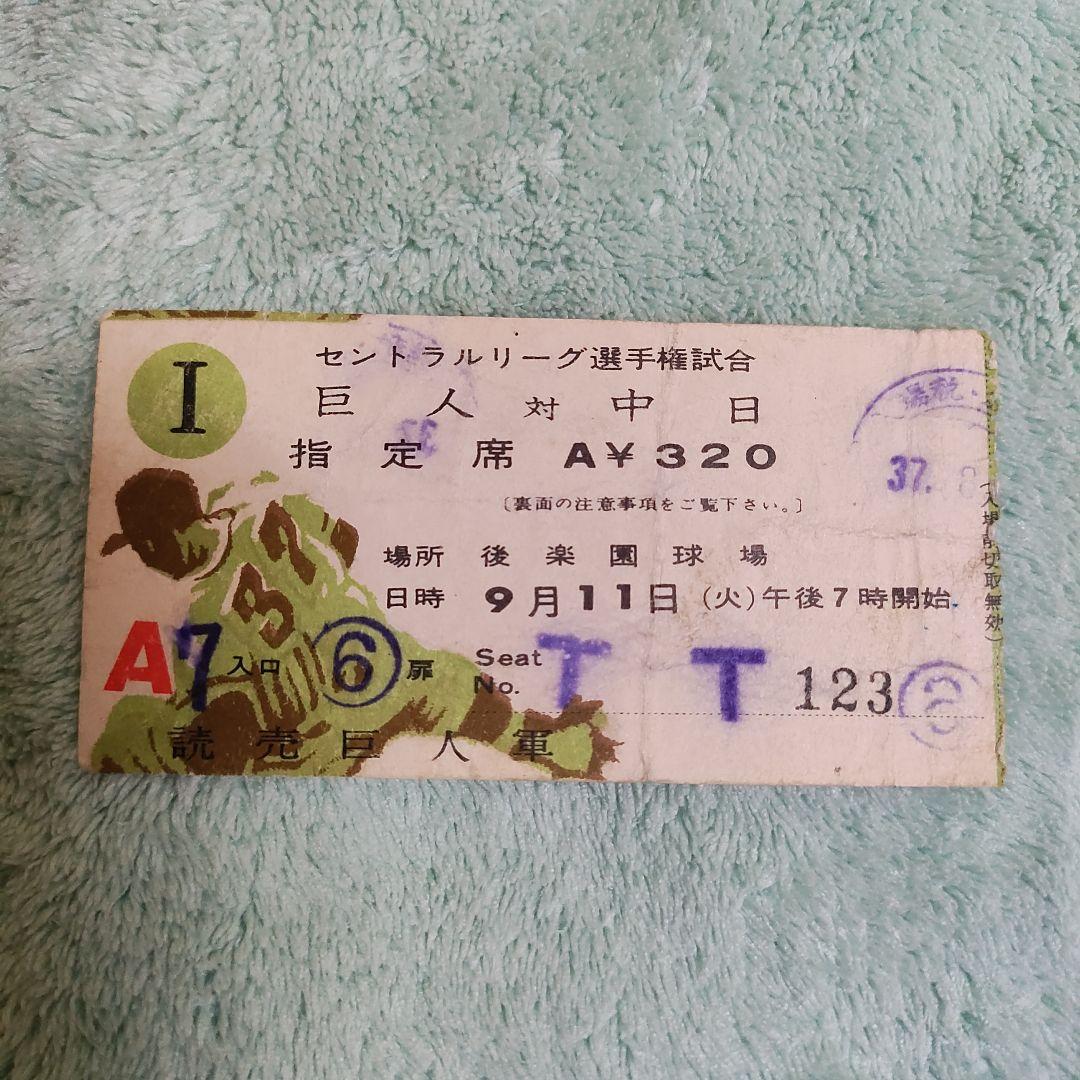 I
セントラルリーグ選手権試合
巨人対中日
指定席 A¥320
〔裏面の注意事項をご覧下さい。〕
場所 後楽園球場
日時 9月11日(火)午後7時開始
A7入口 6扉 Seat No. T T 123
読売巨人軍
37. 8
(入場前切取無効)